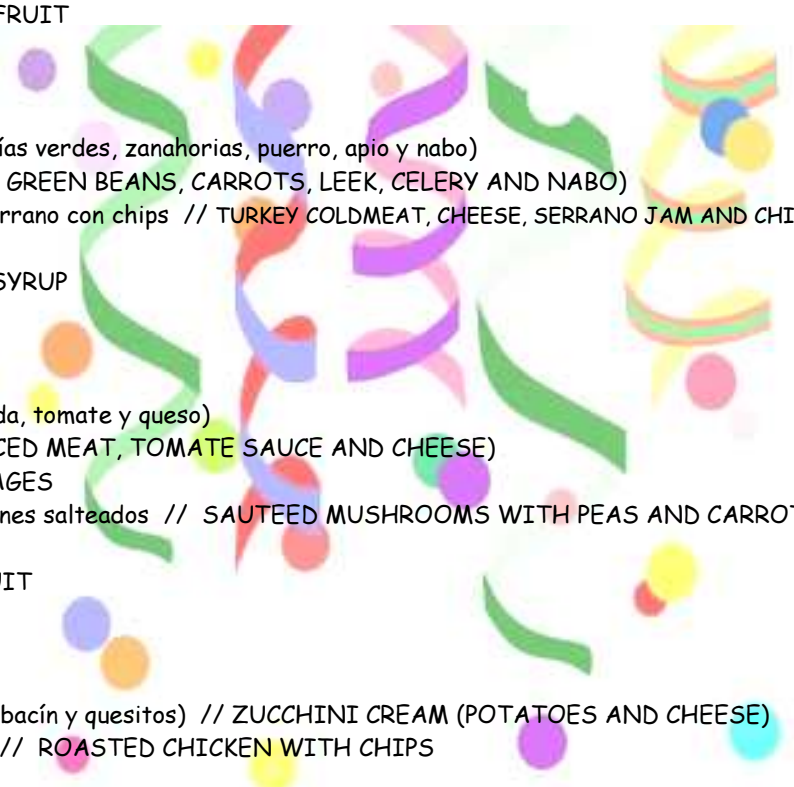 FRUIT
ías verdes, zanahorias, puerro, apio y nabo)
GREEN BEANS, CARROTS, LEEK, CELERY AND NABO)
rrano con chips // TURKEY COLDMEAT, CHEESE, SERRANO JAM AND CHI
SYRUP
da, tomate y queso)
CED MEAT, TOMATE SAUCE AND CHEESE)
AGES
nes salteados // SAUTEED MUSHROOMS WITH PEAS AND CARROT
UIT
bacín y quesitos) // ZUCCHINI CREAM (POTATOES AND CHEESE)
// ROASTED CHICKEN WITH CHIPS